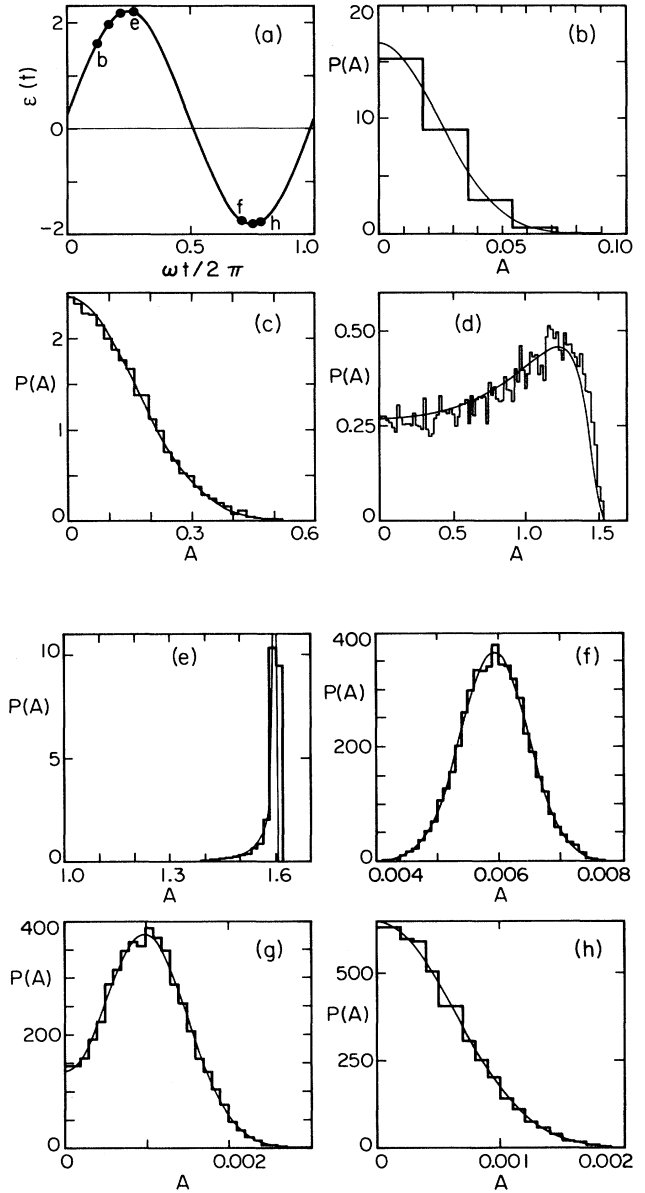 (a)
ε(t)
2
0
−2
b
e
f
h
0
0.5
1.0
ωt/2π
(b)
P(A)
20
10
0
0
0.05
0.10
A
(c)
P(A)
2
1
0
0
0.3
0.6
A
(d)
P(A)
0.50
0.25
0
0
0.5
1.0
1.5
A
(e)
P(A)
10
5
0
1.0
1.3
1.6
A
(f)
P(A)
400
200
0
0.004
0.006
0.008
A
(g)
P(A)
400
200
0
0
0.002
A
(h)
P(A)
500
250
0
0
0.001
0.002
A